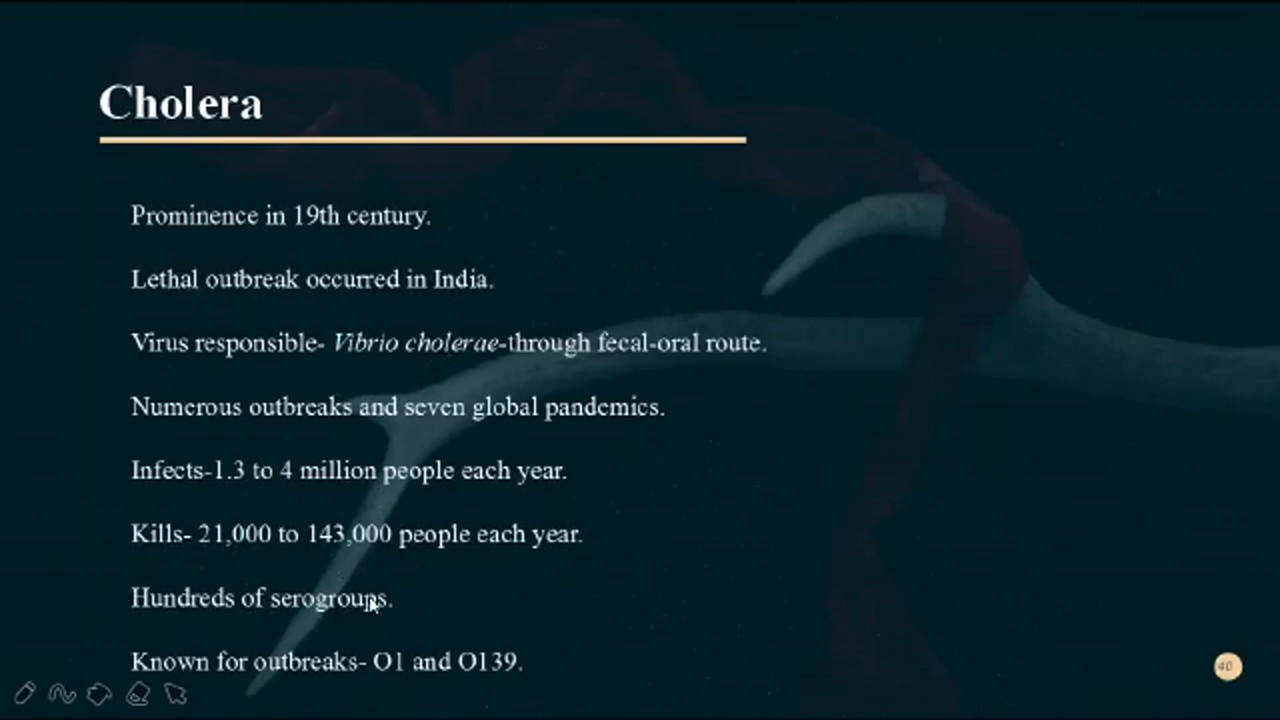 Cholera
Prominence in 19th century.
Lethal outbreak occurred in India.
Virus responsible- Vibrio cholerae-through fecal-oral route.
Numerous outbreaks and seven global pandemics.
Infects-1.3 to 4 million people each year.
Kills- 21,000 to 143,000 people each year.
Hundreds of serogroups.
Known for outbreaks- O1 and O139.
40